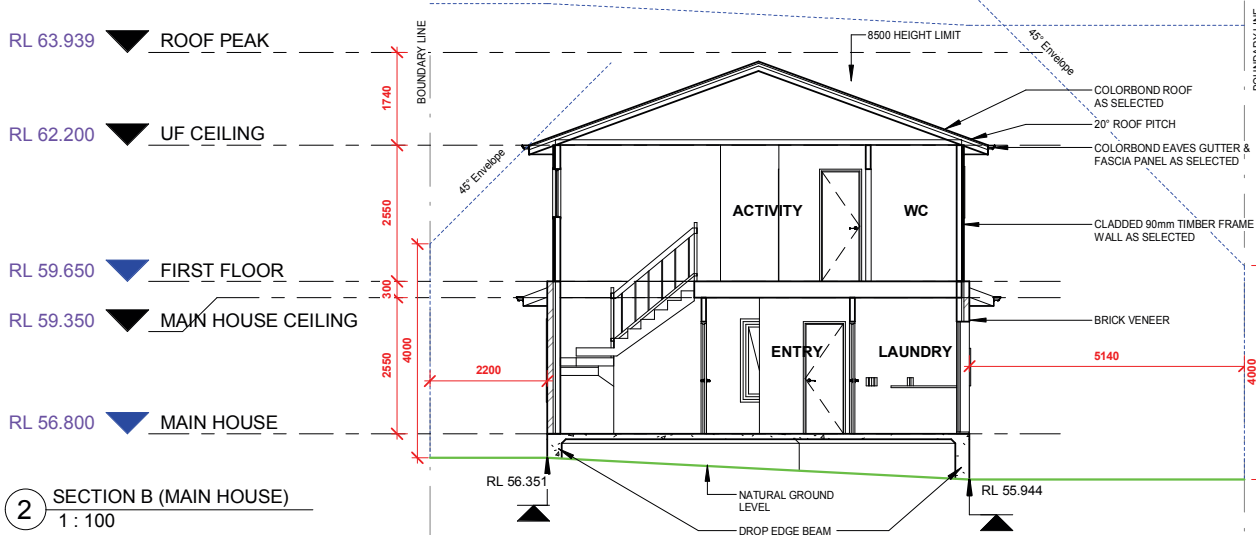 RL 63.939 ROOF PEAK
RL 62.200 UF CEILING
RL 59.650 FIRST FLOOR
RL 59.350 MAIN HOUSE CEILING
RL 56.800 MAIN HOUSE
1740
2550
300
2550
4000
BOUNDARY LINE
45° Envelope
2200
8500 HEIGHT LIMIT
45° Envelope
BOUNDARY LINE
COLORBOND ROOF
AS SELECTED
20° ROOF PITCH
COLORBOND EAVES GUTTER &
FASCIA PANEL AS SELECTED
CLADDED 90mm TIMBER FRAME
WALL AS SELECTED
BRICK VENEER
ACTIVITY
WC
ENTRY
LAUNDRY
5140
4000
RL 56.351
RL 55.944
NATURAL GROUND
LEVEL
DROP EDGE BEAM
2
SECTION B (MAIN HOUSE)
1 : 100